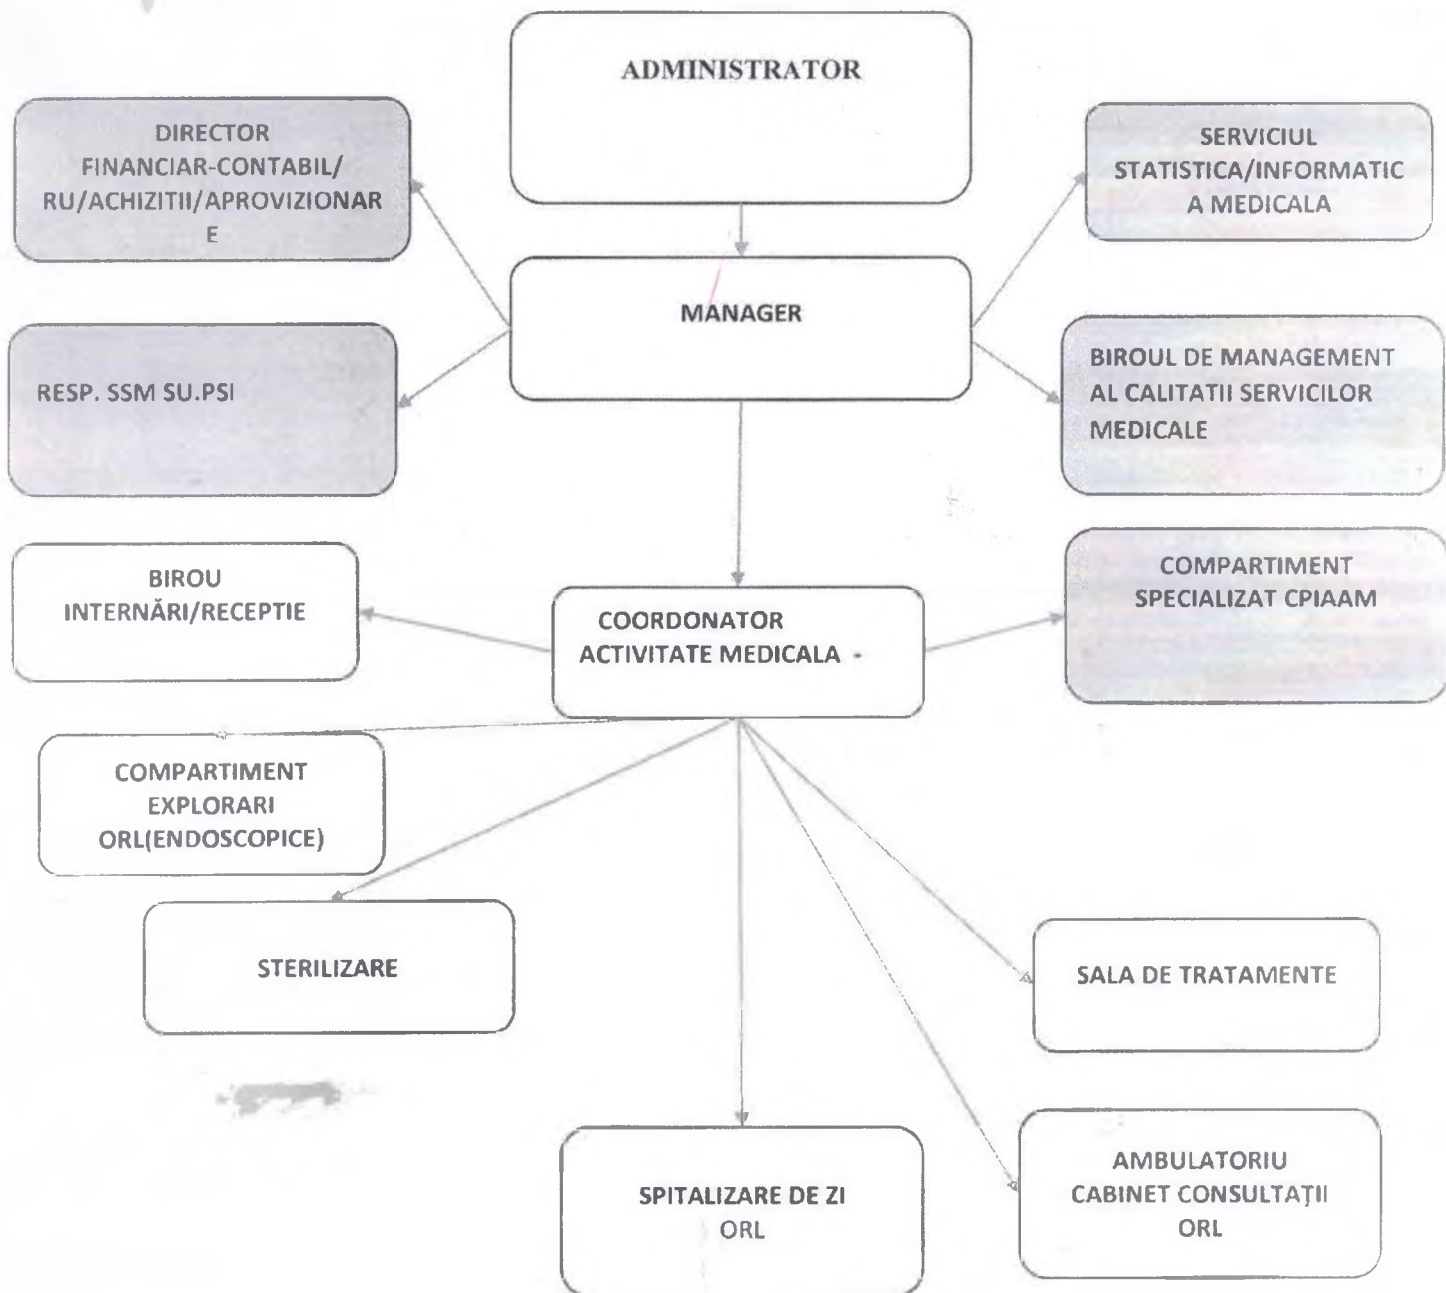 ADMINISTRATOR
DIRECTOR
FINANCIAR-CONTABIL/
RU/ACHIZITII/APROVIZIONAR
E
SERVICIUL
STATISTICA/INFORMATIC
A MEDICALA
MANAGER
RESP. SSM SU.PSI
BIROUL DE MANAGEMENT
AL CALITATII SERVICILOR
MEDICALE
BIROU
INTERNĂRI/RECEPTIE
COORDONATOR
ACTIVITATE MEDICALA -
COMPARTIMENT
SPECIALIZAT CPIAAM
COMPARTIMENT
EXPLORARI
ORL(ENDOSCOPICE)
STERILIZARE
SALA DE TRATAMENTE
SPITALIZARE DE ZI
ORL
AMBULATORIU
CABINET CONSULTAŢII
ORL